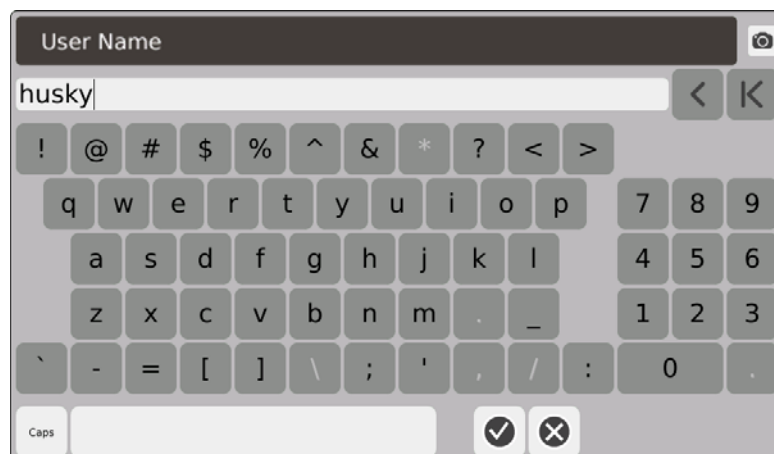 User Name
husky
! @ # $ % ^ & * ? < >
q w e r t y u i o p 7 8 9
a s d f g h j k l 4 5 6
z x c v b n m . _ 1 2 3
` - = [ ] \ ; ' , / : 0 .
Caps